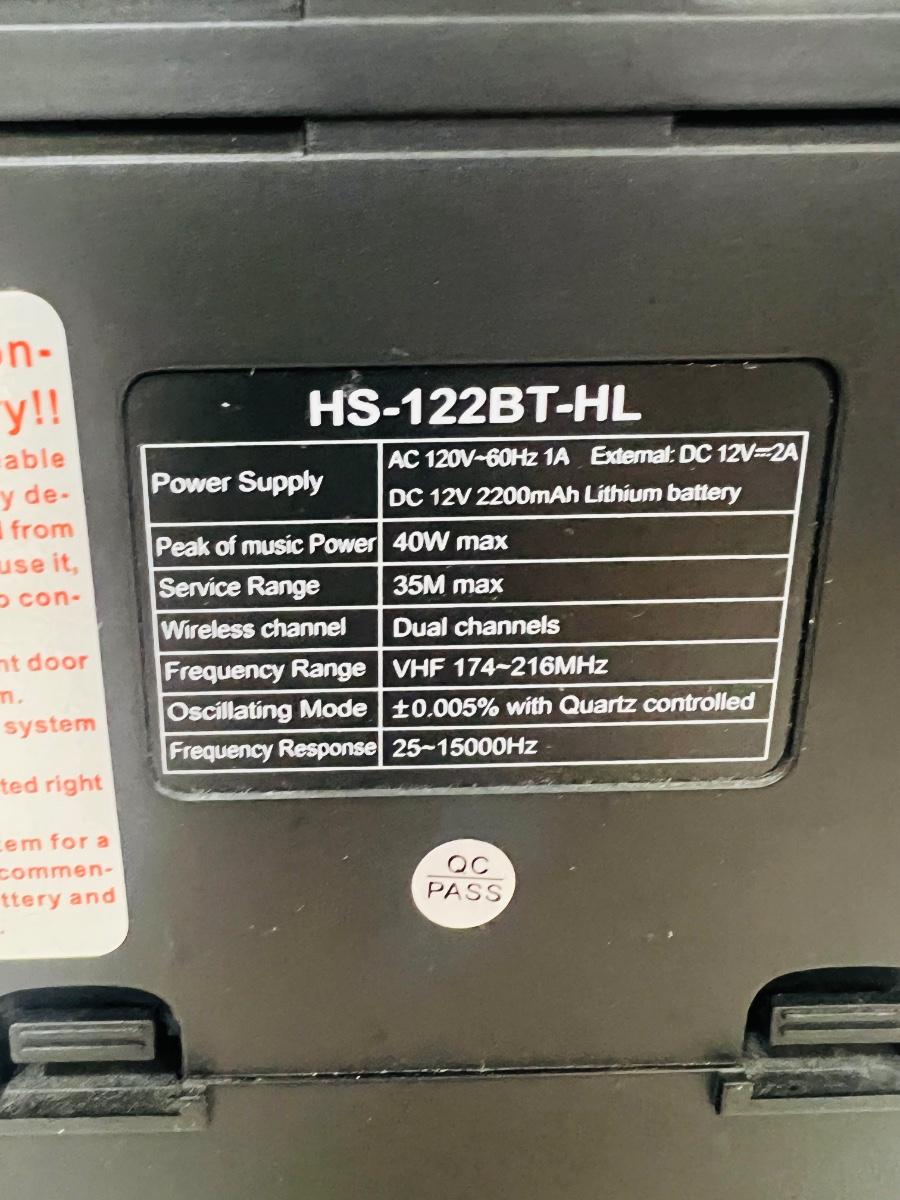 on-
y!!
able
y de-
from
use it,
con-
nt door
n.
system
ted right
em for a
commen-
ttery and
HS-122BT-HL
Power Supply AC 120V~60Hz 1A External: DC 12V⎓2A
DC 12V 2200mAh Lithium battery
Peak of music Power 40W max
Service Range 35M max
Wireless channel Dual channels
Frequency Range VHF 174~216MHz
Oscillating Mode ±0.005% with Quartz controlled
Frequency Response 25~15000Hz
QC
PASS